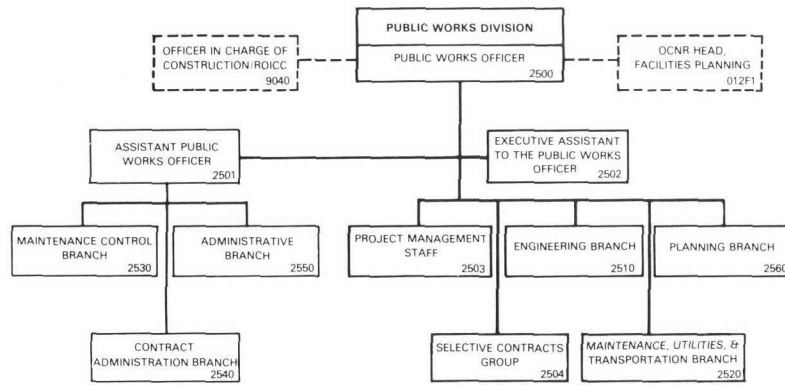 PUBLIC WORKS DIVISION
OFFICER IN CHARGE OF
CONSTRUCTION/ROICC
9040
PUBLIC WORKS OFFICER
2500
OCNR HEAD,
FACILITIES PLANNING
012F1
ASSISTANT PUBLIC
WORKS OFFICER
2501
EXECUTIVE ASSISTANT
TO THE PUBLIC WORKS
OFFICER
2502
MAINTENANCE CONTROL
BRANCH
2530
ADMINISTRATIVE
BRANCH
2550
PROJECT MANAGEMENT
STAFF
2503
ENGINEERING BRANCH
2510
PLANNING BRANCH
2560
CONTRACT
ADMINISTRATION BRANCH
2540
SELECTIVE CONTRACTS
GROUP
2504
MAINTENANCE, UTILITIES, &
TRANSPORTATION BRANCH
2520